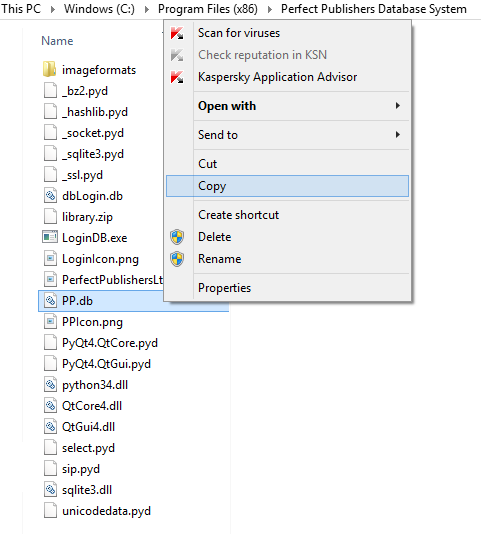 This PC › Windows (C:) › Program Files (x86) › Perfect Publishers Database System
Name
imageformats
_bz2.pyd
_hashlib.pyd
_socket.pyd
_sqlite3.pyd
_ssl.pyd
dbLogin.db
library.zip
LoginDB.exe
LoginIcon.png
PerfectPublishersLt
PP.db
PPIcon.png
PyQt4.QtCore.pyd
PyQt4.QtGui.pyd
python34.dll
QtCore4.dll
QtGui4.dll
select.pyd
sip.pyd
sqlite3.dll
unicodedata.pyd
Scan for viruses
Check reputation in KSN
Kaspersky Application Advisor
Open with
Send to
Cut
Copy
Create shortcut
Delete
Rename
Properties